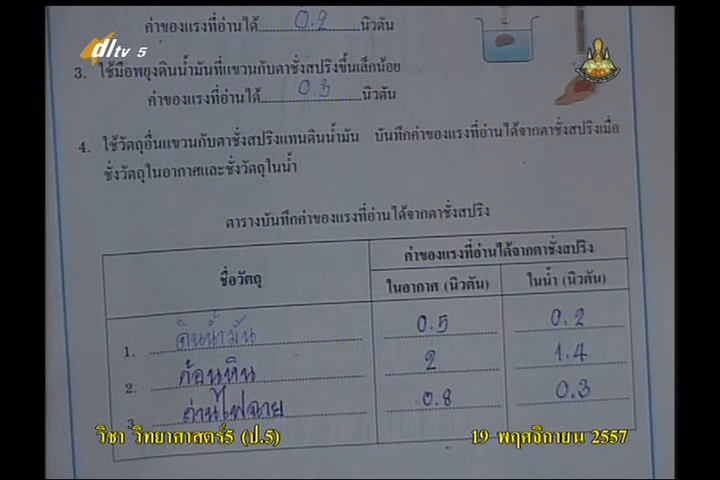 ค่าของแรงที่อ่านได้ 0.2 นิวตัน
dltv 5
3. ใช้มือพยุงดินน้ำมันที่แขวนกับตาชั่งสปริงขึ้นเล็กน้อย
ค่าของแรงที่อ่านได้ 0.3 นิวตัน
4. ใช้วัตถุอื่นแขวนกับตาชั่งสปริงแทนดินน้ำมัน บันทึกค่าของแรงที่อ่านได้จากตาชั่งสปริงเมื่อ
ชั่งวัตถุในอากาศและชั่งวัตถุในน้ำ
ตารางบันทึกค่าของแรงที่อ่านได้จากตาชั่งสปริง
ชื่อวัตถุ
ค่าของแรงที่อ่านได้จากตาชั่งสปริง
ในอากาศ (นิวตัน) ในน้ำ (นิวตัน)
1. ดินน้ำมัน 0.5 0.2
2. ก้อนหิน 2 1.4
3. ถ่านไฟฉาย 0.8 0.3
วิชา วิทยาศาสตร์5 (ป.5) 19 พฤศจิกายน 2557